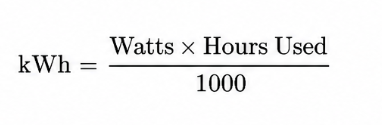 kWh = Watts × Hours Used / 1000